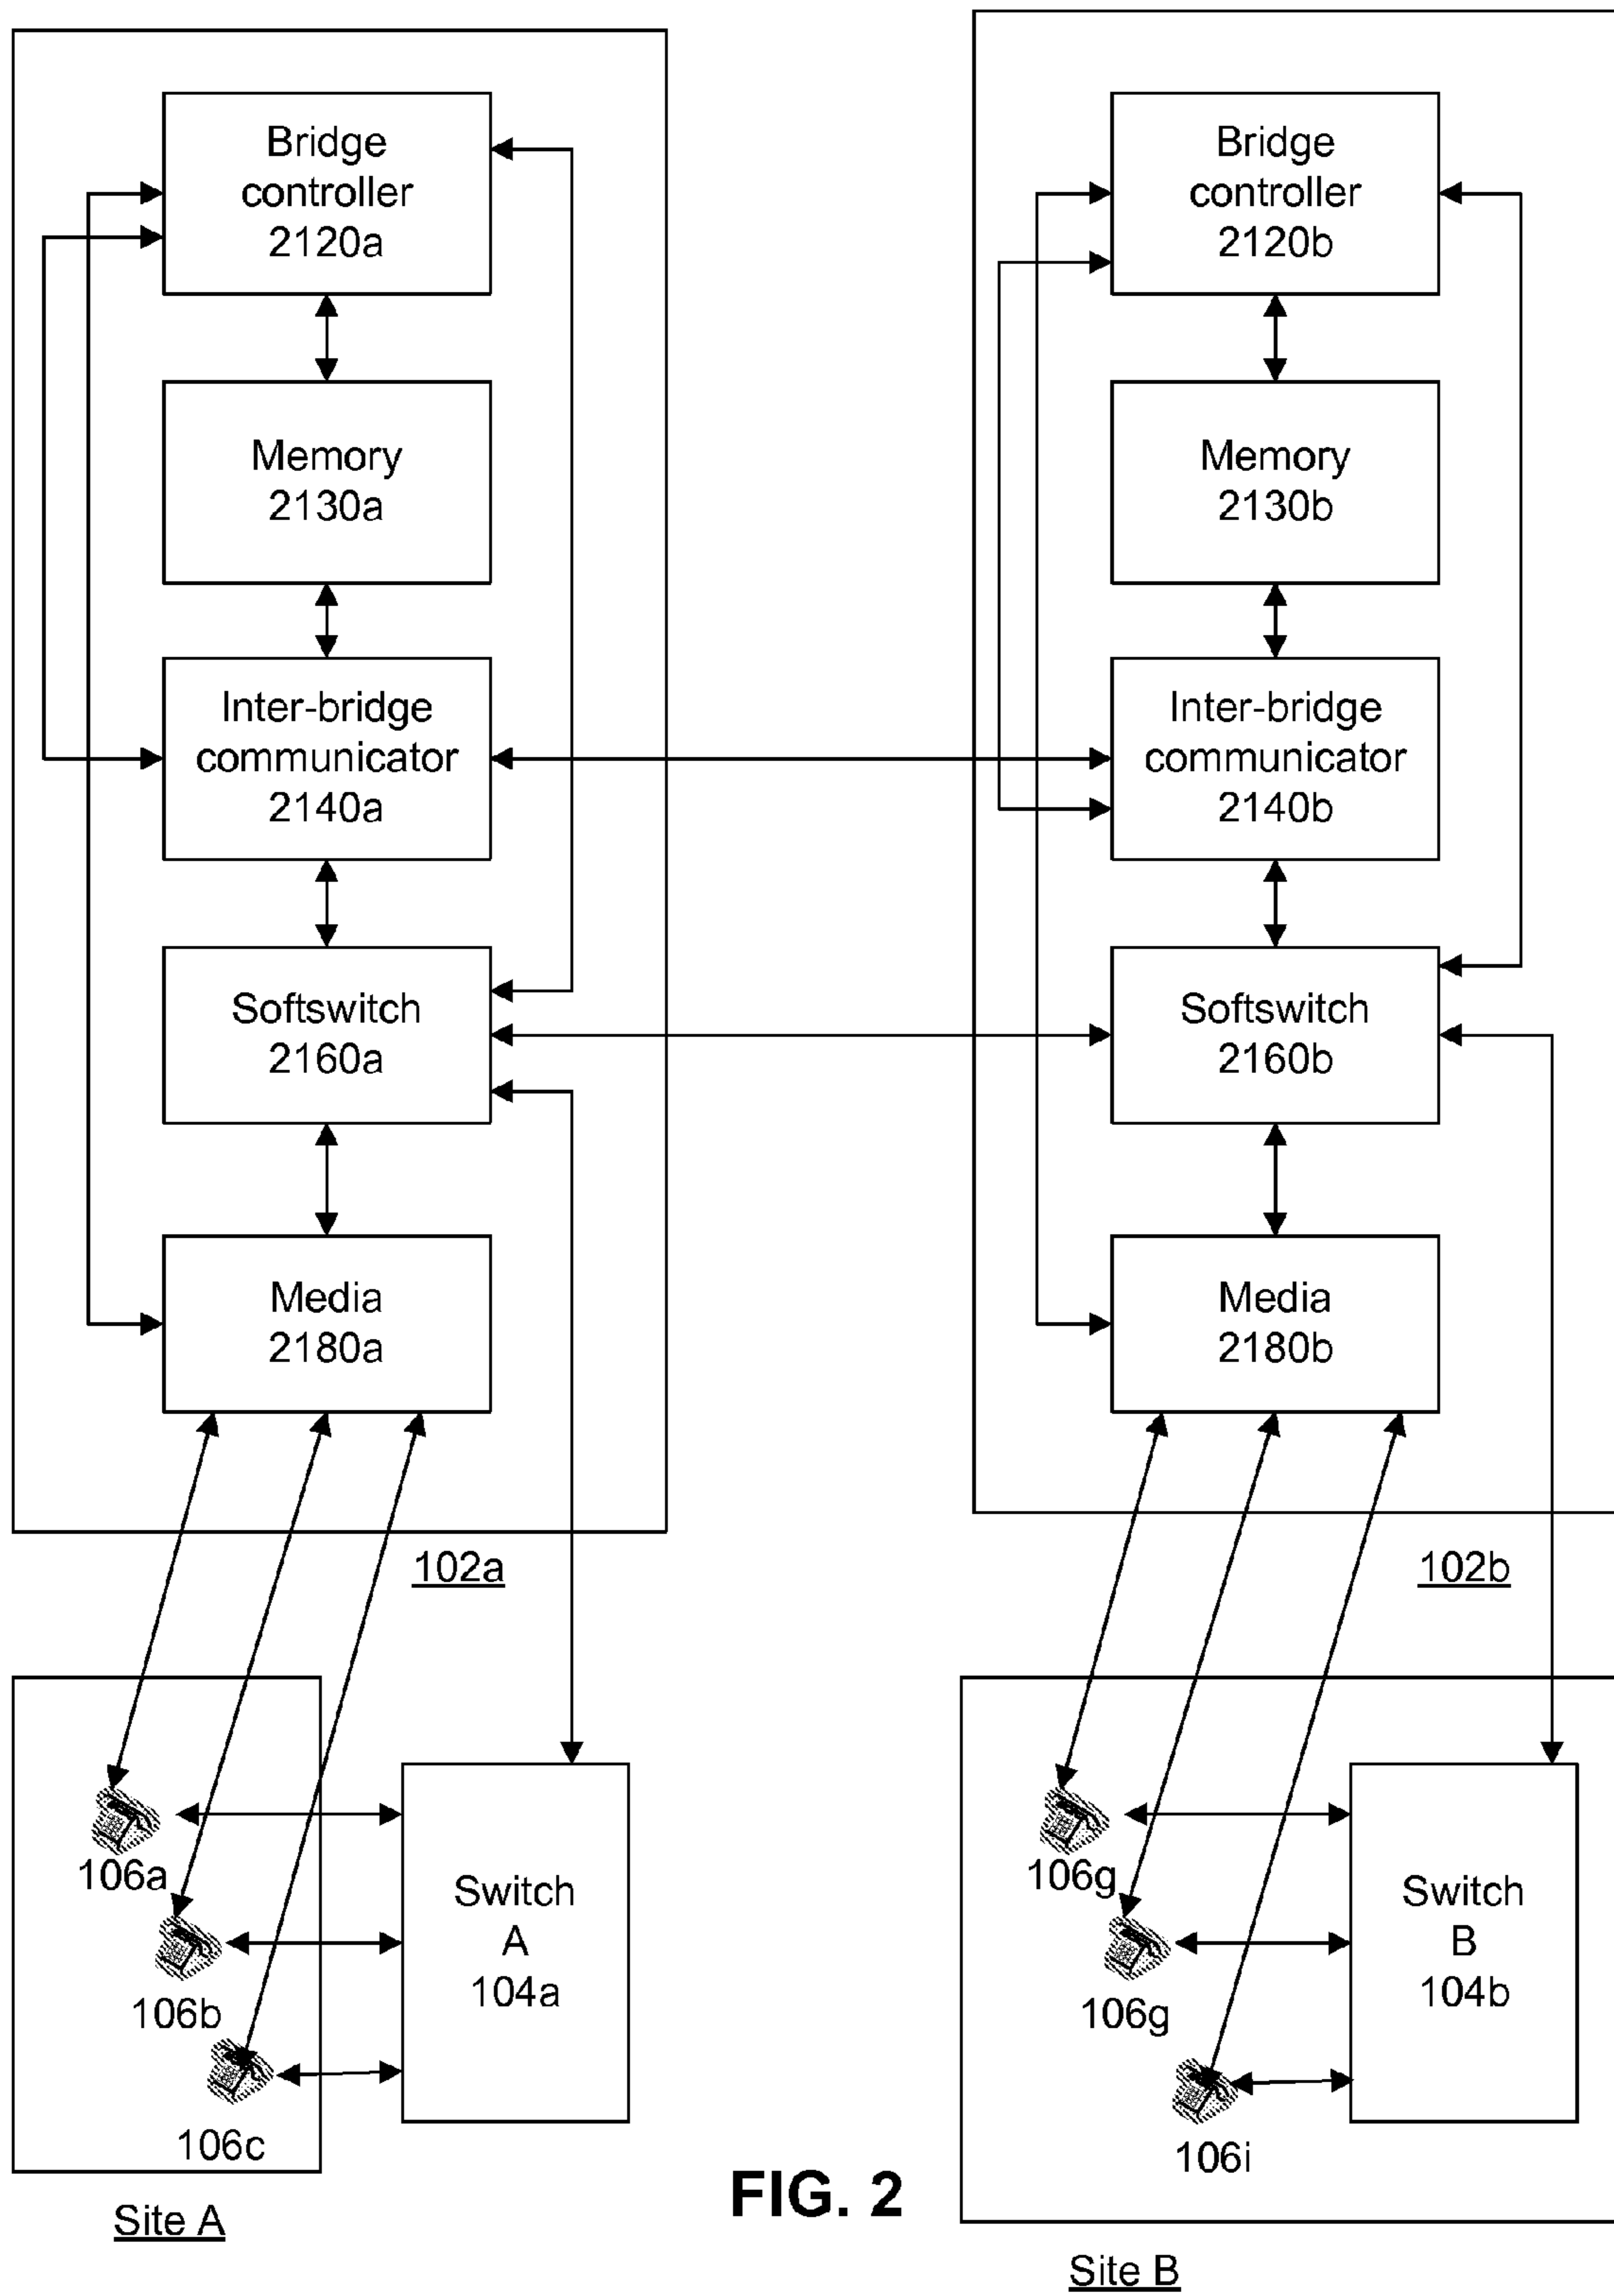 Bridge
controller
2120a
Memory
2130a
Inter-bridge
communicator
2140a
Softswitch
2160a
Media
2180a
102a
106a
106b
106c
Switch
A
104a
Site A
Bridge
controller
2120b
Memory
2130b
Inter-bridge
communicator
2140b
Softswitch
2160b
Media
2180b
102b
106g
106g
106i
Switch
B
104b
Site B
FIG. 2